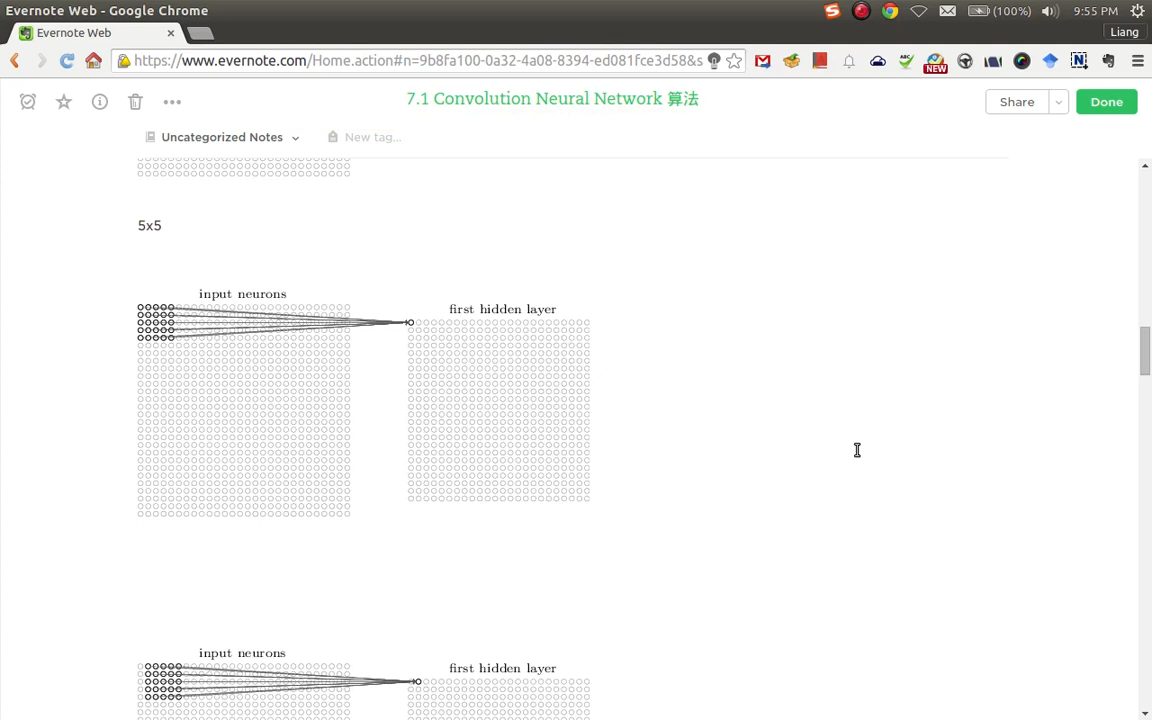 Evernote Web - Google Chrome
(100%)
9:55 PM
Evernote Web
Liang
https://www.evernote.com/Home.action#n=9b8fa100-0a32-4a08-8394-ed081fce3d58&s
NEW
7.1 Convolution Neural Network 算法
Share
Done
Uncategorized Notes
New tag...
5x5
input neurons
first hidden layer
input neurons
first hidden layer